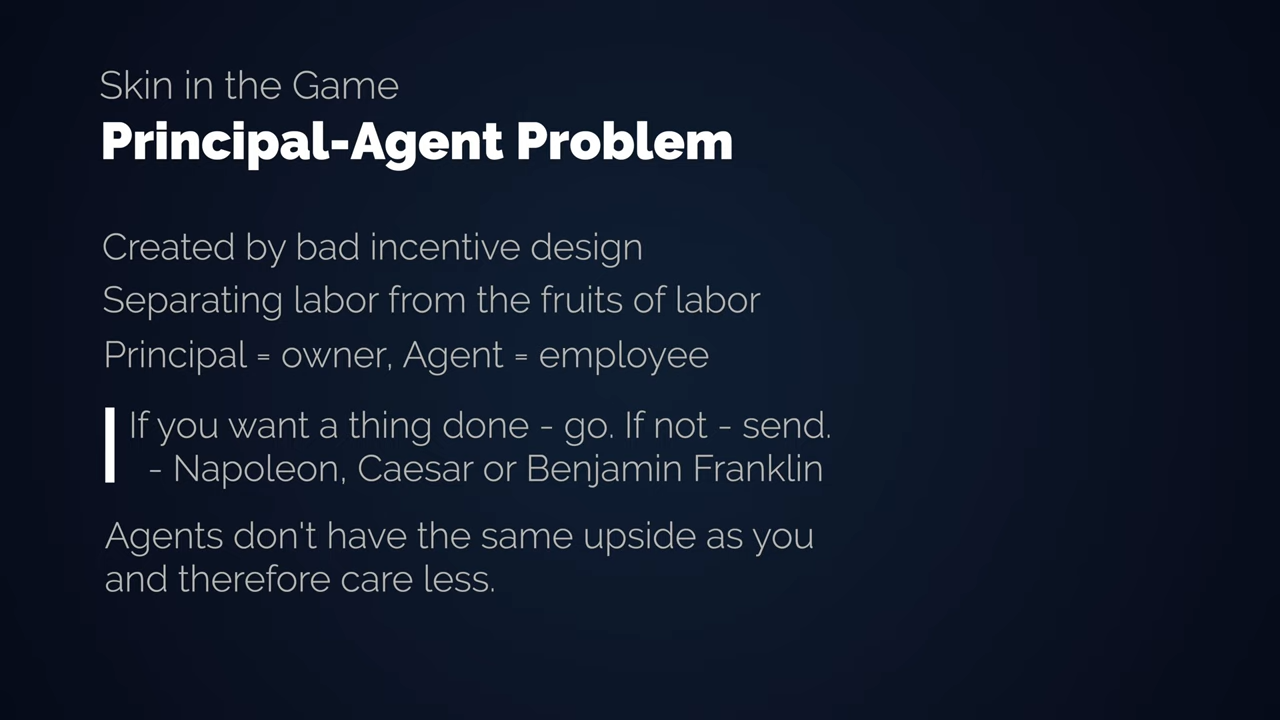 Skin in the Game
Principal-Agent Problem
Created by bad incentive design
Separating labor from the fruits of labor
Principal = owner, Agent = employee
If you want a thing done - go. If not - send.
- Napoleon, Caesar or Benjamin Franklin
Agents don't have the same upside as you
and therefore care less.